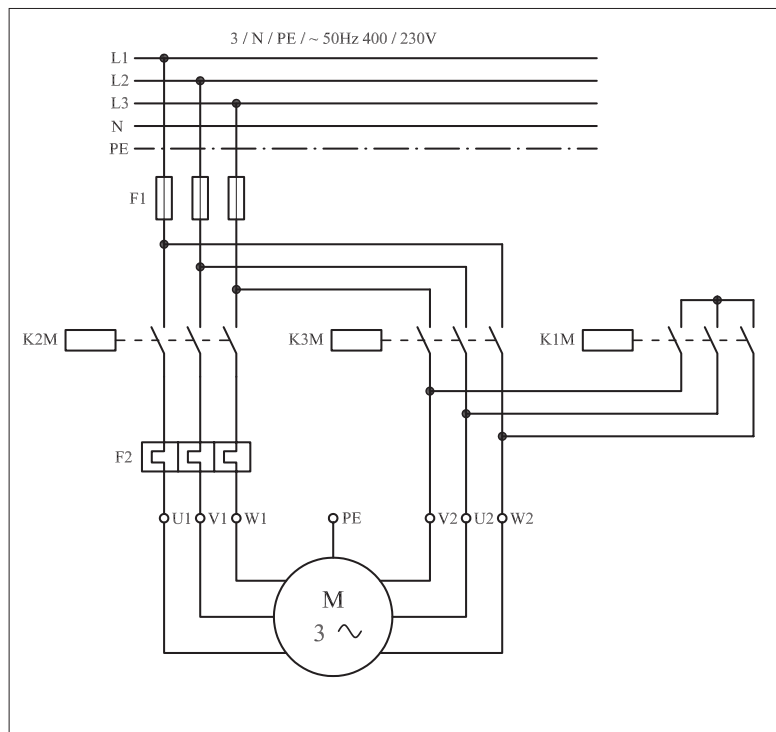 3 / N / PE / ~ 50Hz 400 / 230V
L1
L2
L3
N
PE
F1
K2M
K3M
K1M
F2
U1 V1 W1 PE V2 U2 W2
M
3 ~